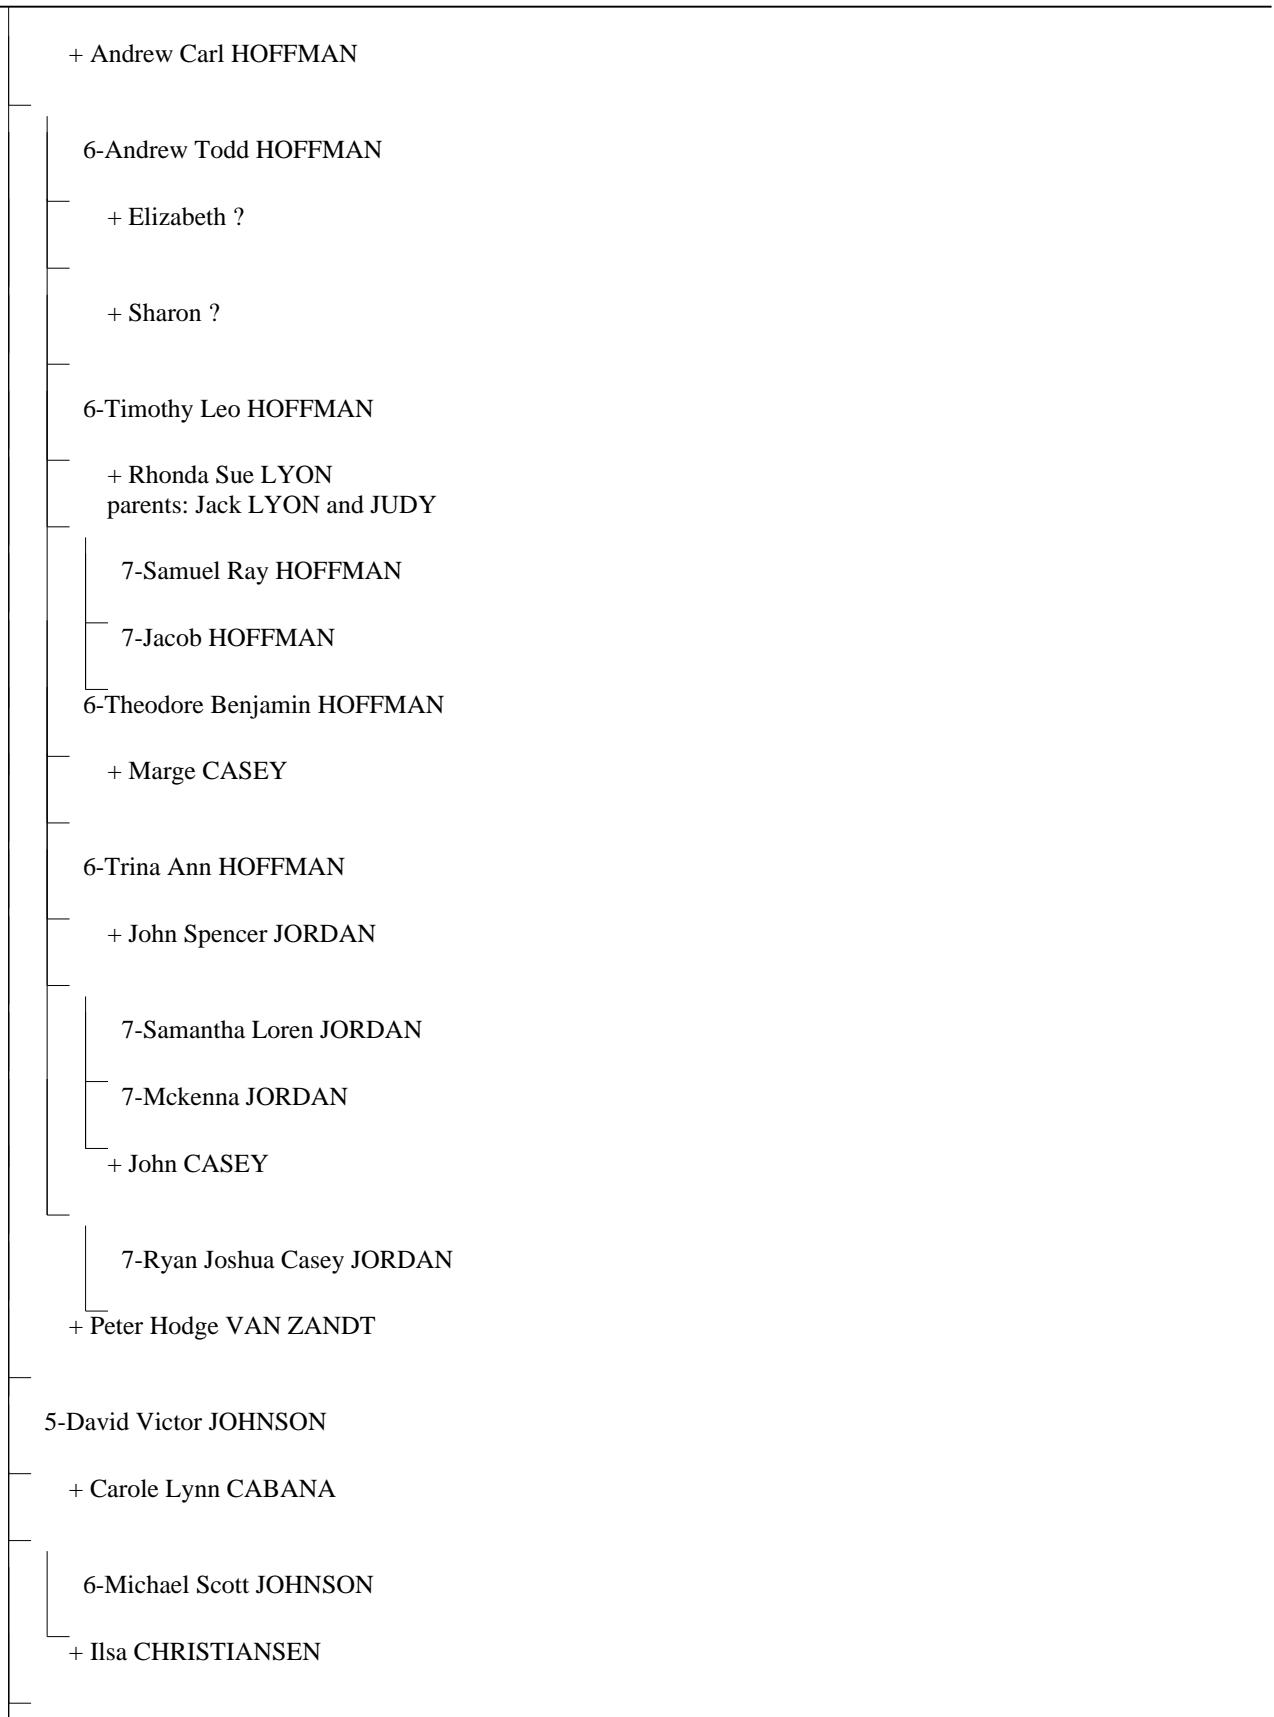 + Andrew Carl HOFFMAN
6-Andrew Todd HOFFMAN
+ Elizabeth ?
+ Sharon ?
6-Timothy Leo HOFFMAN
+ Rhonda Sue LYON
parents: Jack LYON and JUDY
7-Samuel Ray HOFFMAN
7-Jacob HOFFMAN
6-Theodore Benjamin HOFFMAN
+ Marge CASEY
6-Trina Ann HOFFMAN
+ John Spencer JORDAN
7-Samantha Loren JORDAN
7-Mckenna JORDAN
+ John CASEY
7-Ryan Joshua Casey JORDAN
+ Peter Hodge VAN ZANDT
5-David Victor JOHNSON
+ Carole Lynn CABANA
6-Michael Scott JOHNSON
+ Ilsa CHRISTIANSEN